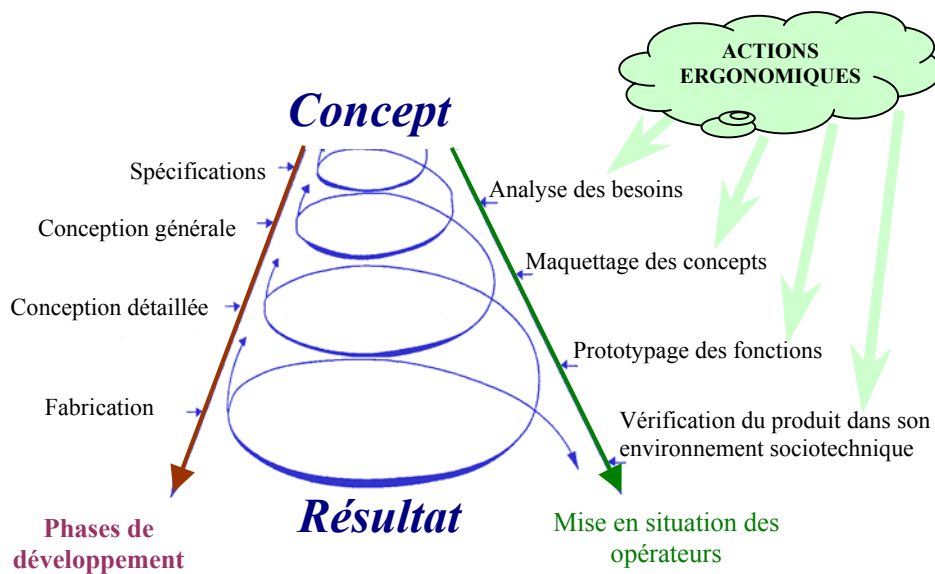 ACTIONS
ERGONOMIQUES
Concept
Spécifications
Analyse des besoins
Conception générale
Maquettage des concepts
Conception détaillée
Prototypage des fonctions
Fabrication
Vérification du produit dans son
environnement sociotechnique
Résultat
Phases de
développement
Mise en situation des
opérateurs